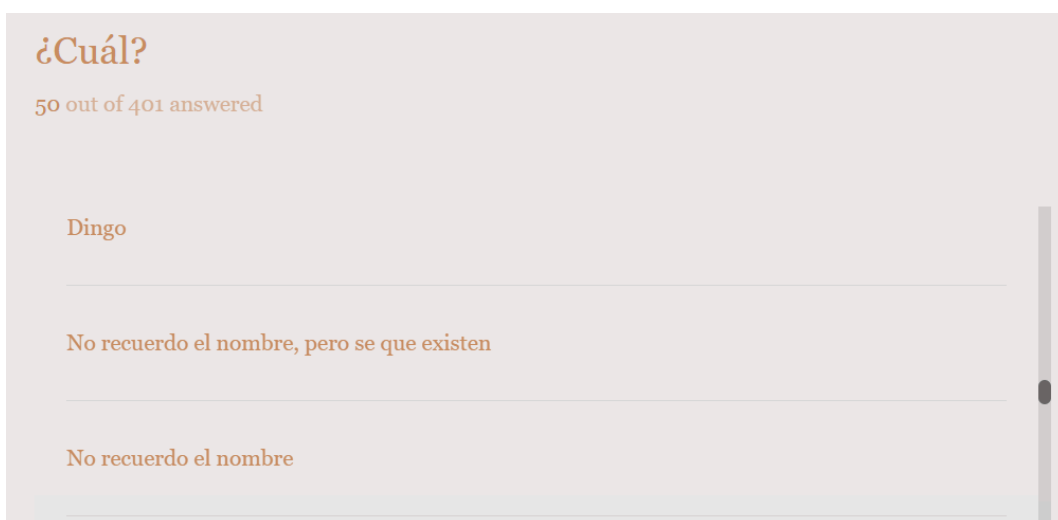 ¿Cuál?
50 out of 401 answered
Dingo
No recuerdo el nombre, pero se que existen
No recuerdo el nombre